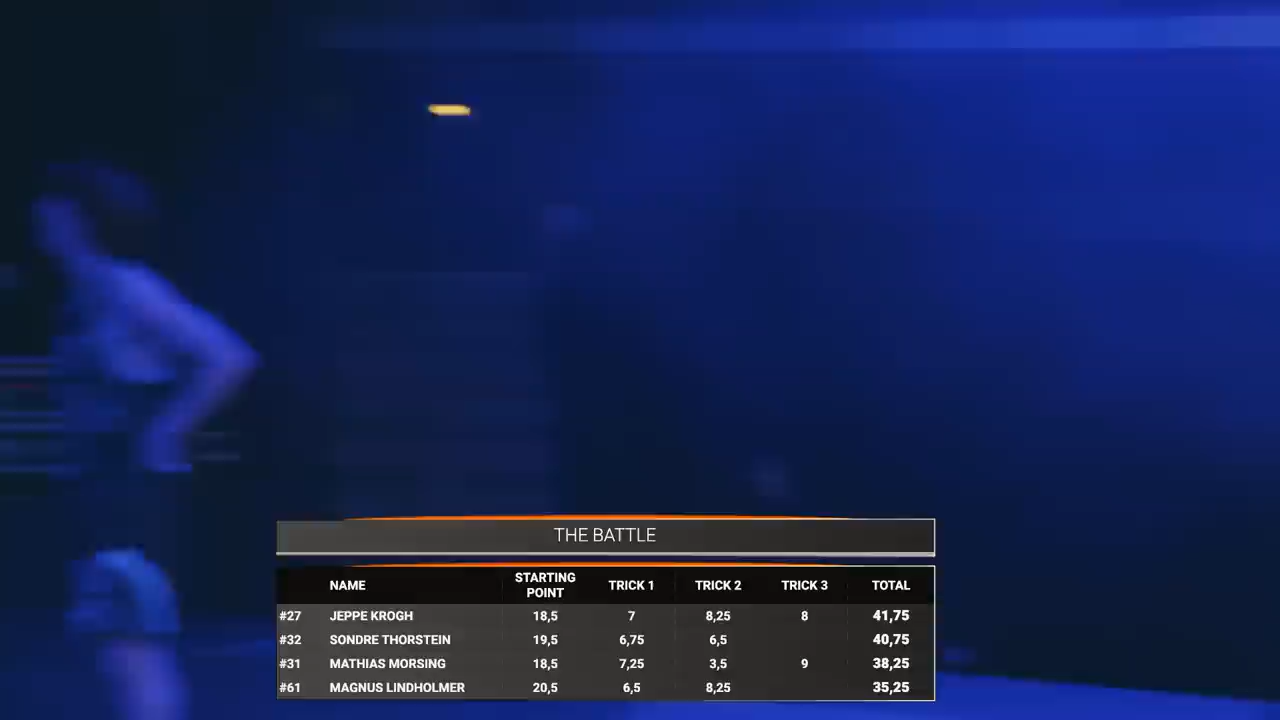 THE BATTLE
NAME STARTING POINT TRICK 1 TRICK 2 TRICK 3 TOTAL
#27 JEPPE KROGH 18,5 7 8,25 8 41,75
#32 SONDRE THORSTEIN 19,5 6,75 6,5 40,75
#31 MATHIAS MORSING 18,5 7,25 3,5 9 38,25
#61 MAGNUS LINDHOLMER 20,5 6,5 8,25 35,25